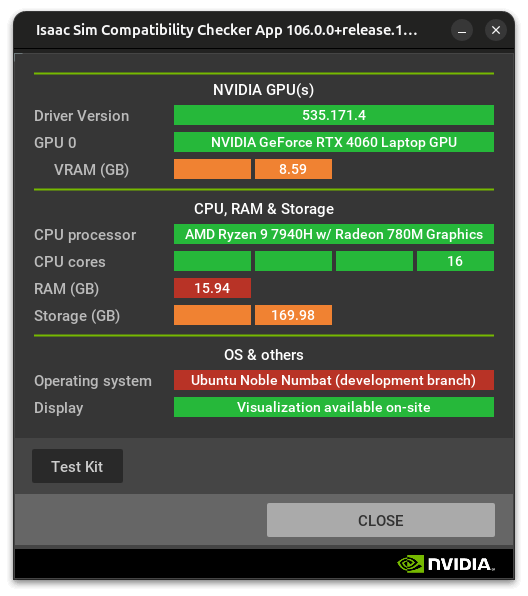 Isaac Sim Compatibility Checker App 106.0.0+release.1...
NVIDIA GPU(s)
Driver Version 535.171.4
GPU 0 NVIDIA GeForce RTX 4060 Laptop GPU
VRAM (GB) 8.59
CPU, RAM & Storage
CPU processor AMD Ryzen 9 7940H w/ Radeon 780M Graphics
CPU cores 16
RAM (GB) 15.94
Storage (GB) 169.98
OS & others
Operating system Ubuntu Noble Numbat (development branch)
Display Visualization available on-site
Test Kit
CLOSE
NVIDIA